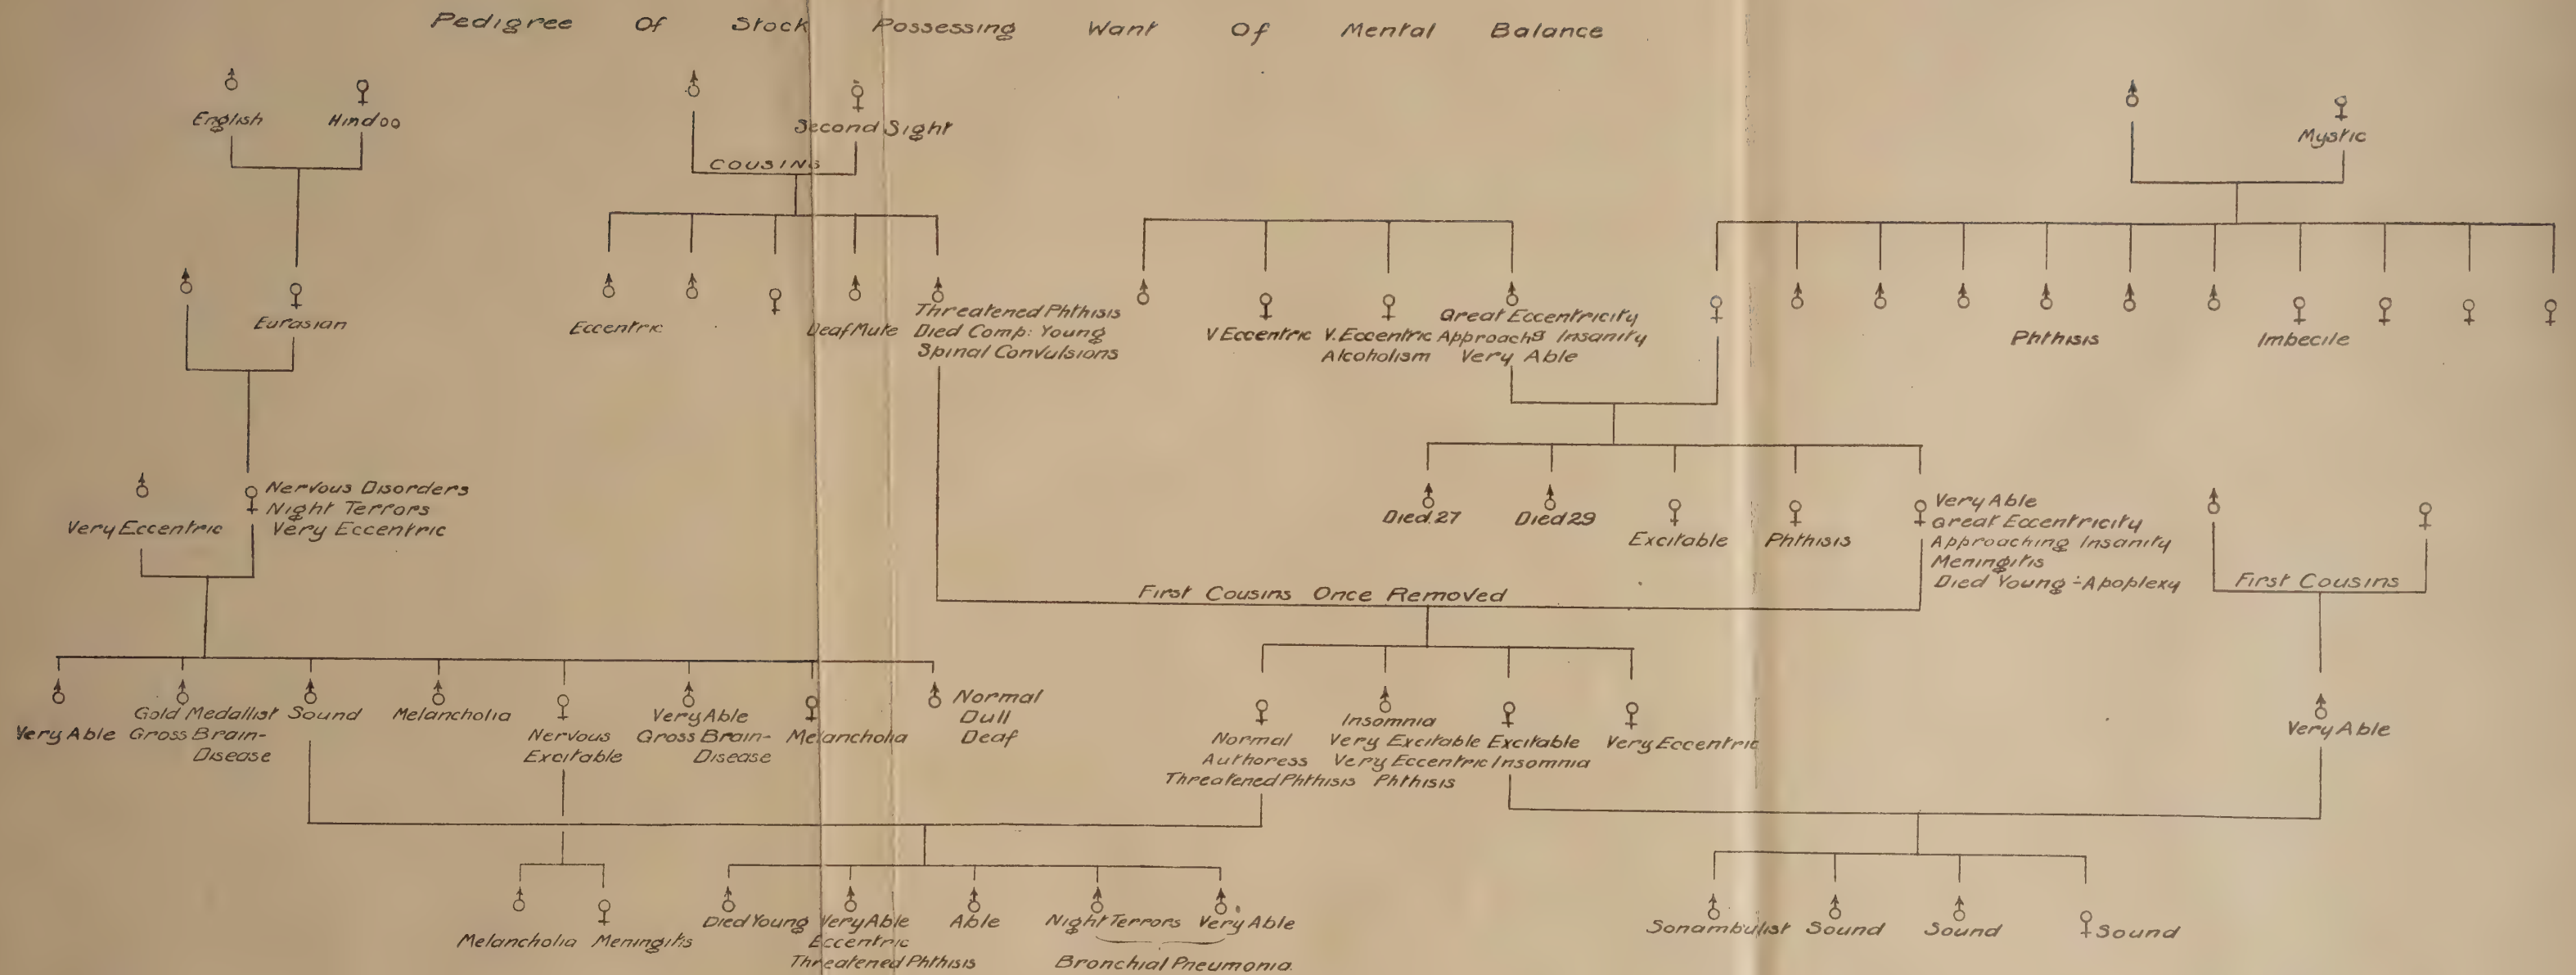 Pedigree Of Stock Possessing Want Of Mental Balance
English
Hindoo
Second Sight
COUSINS
Mystic
Eurasian
Eccentric
Deaf Mute
Threatened Phthisis
Died Comp: Young
Spinal Convulsions
V Eccentric
V. Eccentric
Alcoholism
Great Eccentricity
Approachg Insanity
Very Able
Phthisis
Imbecile
Very Eccentric
Nervous Disorders
Night Terrors
Very Eccentric
Died 27
Died 29
Excitable
Phthisis
Very Able
Great Eccentricity
Approaching Insanity
Meningitis
Died Young - Apoplexy
First Cousins
First Cousins Once Removed
Very Able
Gold Medallist
Gross Brain-
Disease
Sound
Melancholia
Nervous
Excitable
Very Able
Gross Brain-
Disease
Melancholia
Normal
Dull
Deaf
Normal
Authoress
Threatened Phthisis
Insomnia
Very Excitable
Very Eccentric
Phthisis
Excitable
Insomnia
Very Eccentric
Very Able
Melancholia
Meningitis
Died Young
Very Able
Eccentric
Threatened Phthisis
Able
Night Terrors
Very Able
Bronchial Pneumonia.
Sonambulist
Sound
Sound
Sound